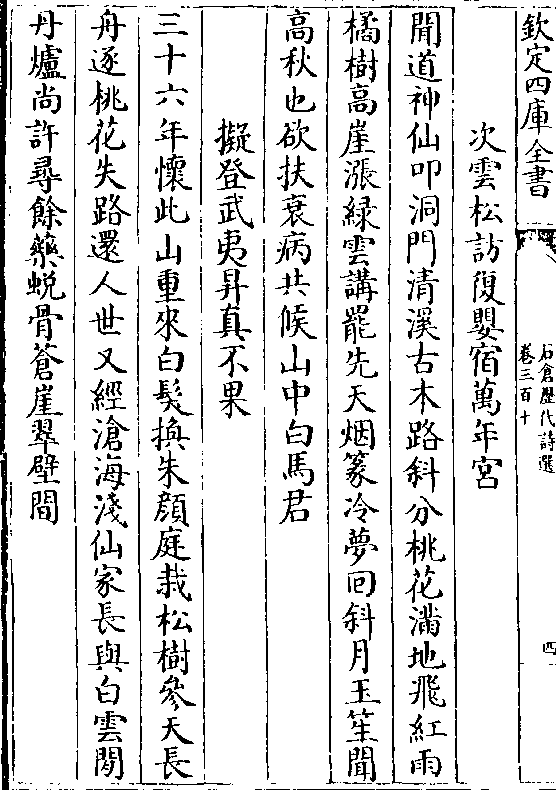 欽定四庫全書
石倉歷代詩選
卷三百十
四
次雲松訪復嬰宿萬年宮
聞道神仙叩洞門清溪古木路斜分桃花滿地飛紅雨
橘樹高崖漲緑雲講罷先天烟篆冷夢回斜月玉笙聞
高秋也欲扶衰病共候山中白馬君
擬登武夷昇真不果
三十六年懷此山重來白髮換朱顔庭栽松樹參天長
舟逐桃花失路還人世又經滄海淺仙家長與白雲閒
丹爐尚許尋餘藥蜕骨蒼崖翠壁間